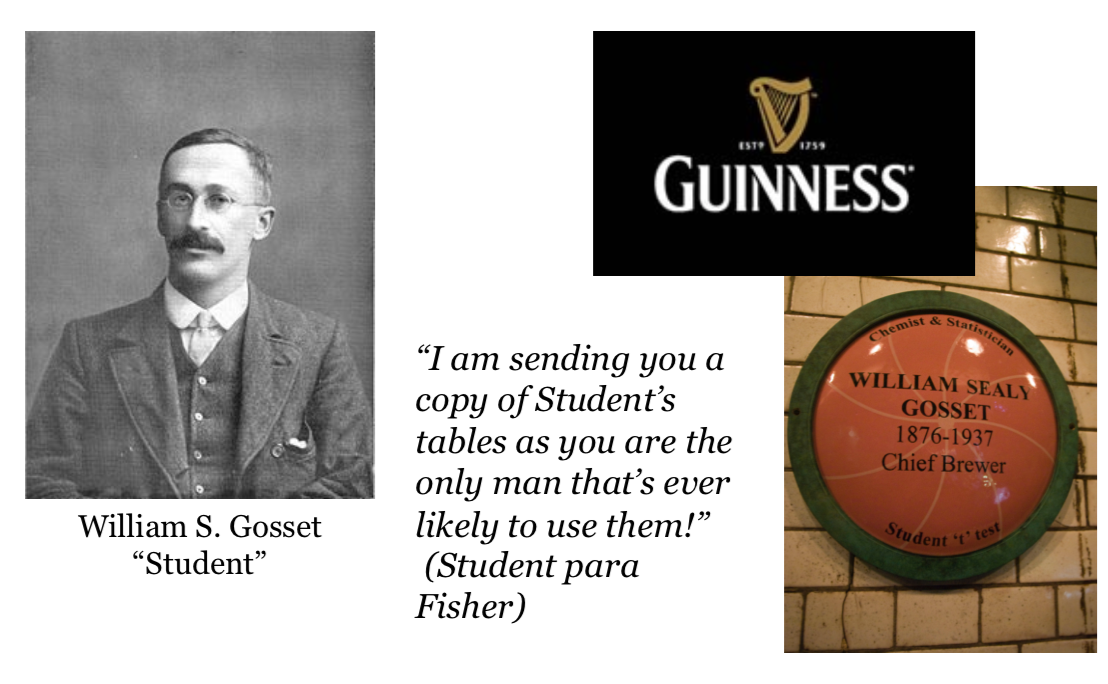 William S. Gosset
“Student”
“I am sending you a
copy of Student’s
tables as you are the
only man that’s ever
likely to use them!”
(Student para
Fisher)
ESTD 1759
GUINNESS
Chemist & Statistician
WILLIAM SEALY
GOSSET
1876-1937
Chief Brewer
Student ‘t’ test